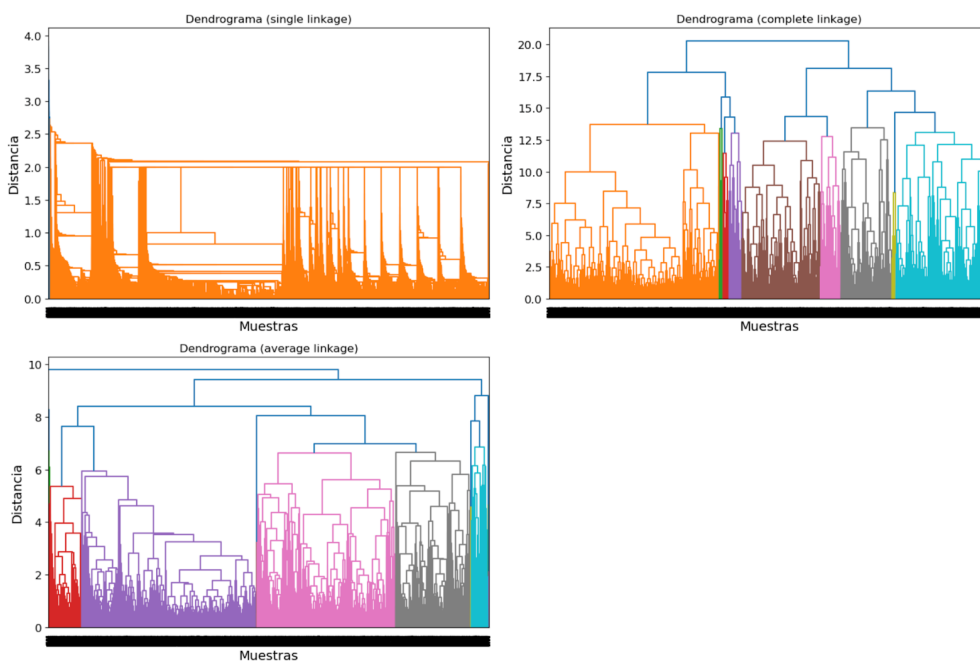 Dendrograma (single linkage)
4.0
3.5
3.0
2.5
2.0
1.5
1.0
0.5
0.0
Distancia
Muestras
Dendrograma (complete linkage)
20.0
17.5
15.0
12.5
10.0
7.5
5.0
2.5
0.0
Distancia
Muestras
Dendrograma (average linkage)
10
8
6
4
2
0
Distancia
Muestras